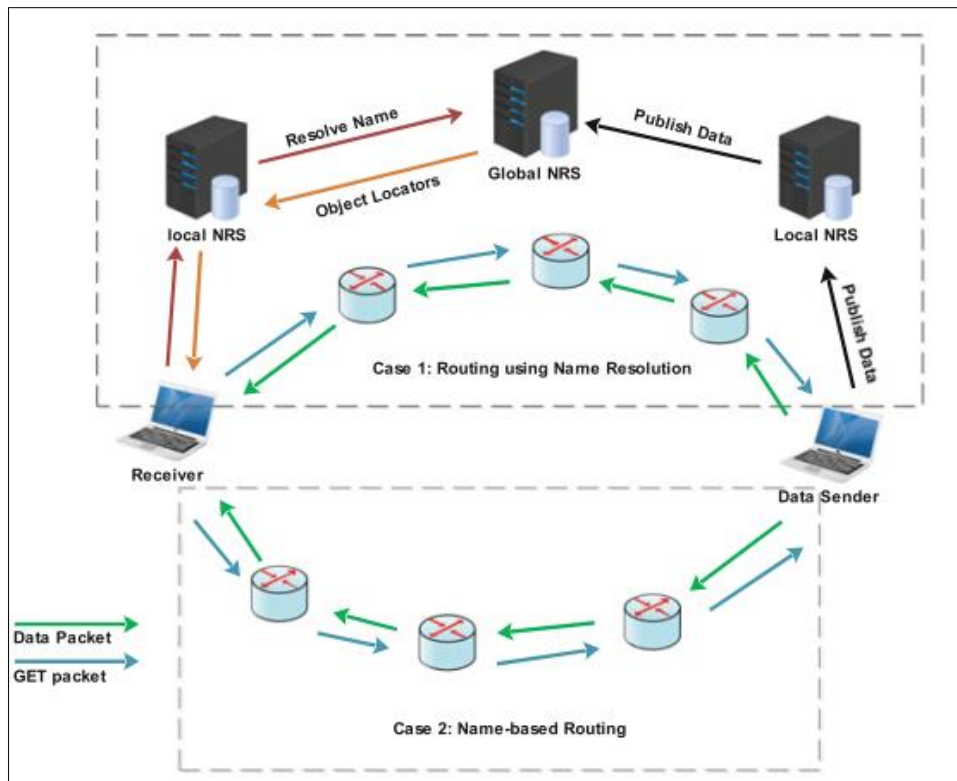 Resolve Name
Publish Data
Global NRS
Object Locators
local NRS
Local NRS
Publish Data
Case 1: Routing using Name Resolution
Receiver
Data Sender
Data Packet
GET packet
Case 2: Name-based Routing